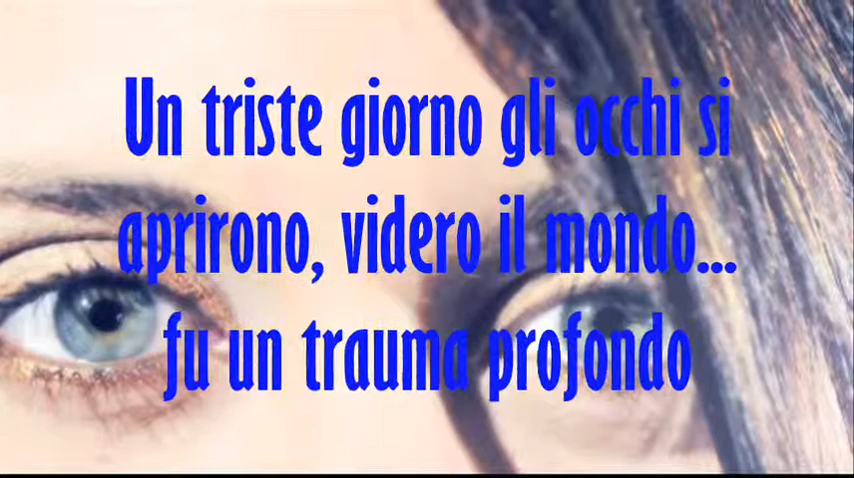 Un triste giorno gli occhi si
aprirono, videro il mondo...
fu un trauma profondo